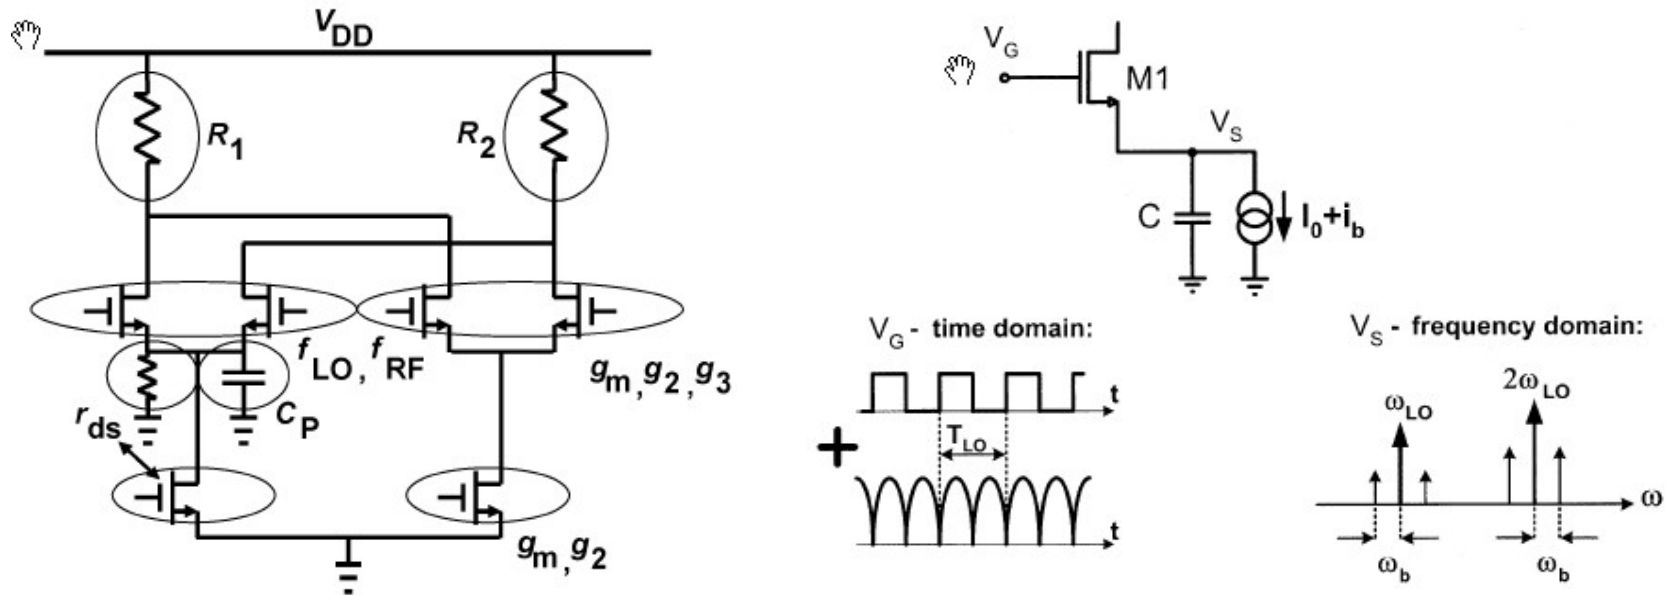 VDD
R1
R2
fLO, fRF
gm, g2, g3
rds
CP
gm, g2
VG
M1
VS
C
I0+ib
VG - time domain:
t
TLO
+
t
VS - frequency domain:
ωLO
2ωLO
ω
ωb
ωb